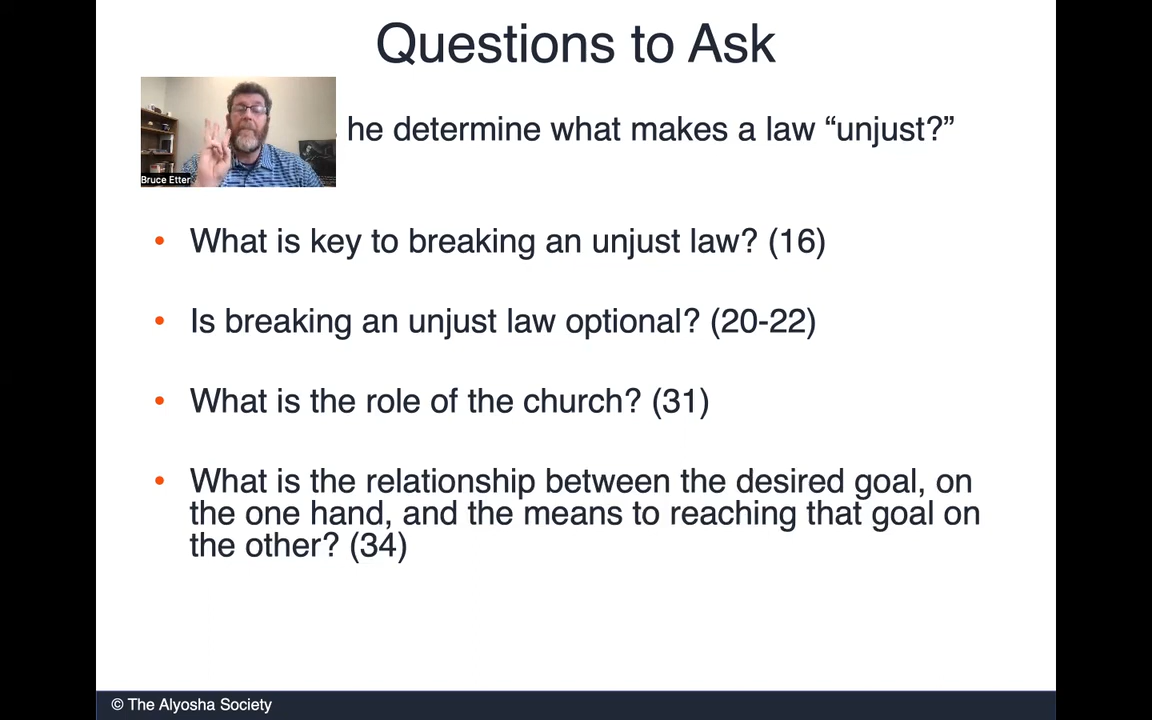 Questions to Ask
he determine what makes a law “unjust?”
Bruce Etter
• What is key to breaking an unjust law? (16)
• Is breaking an unjust law optional? (20-22)
• What is the role of the church? (31)
• What is the relationship between the desired goal, on
the one hand, and the means to reaching that goal on
the other? (34)
© The Alyosha Society